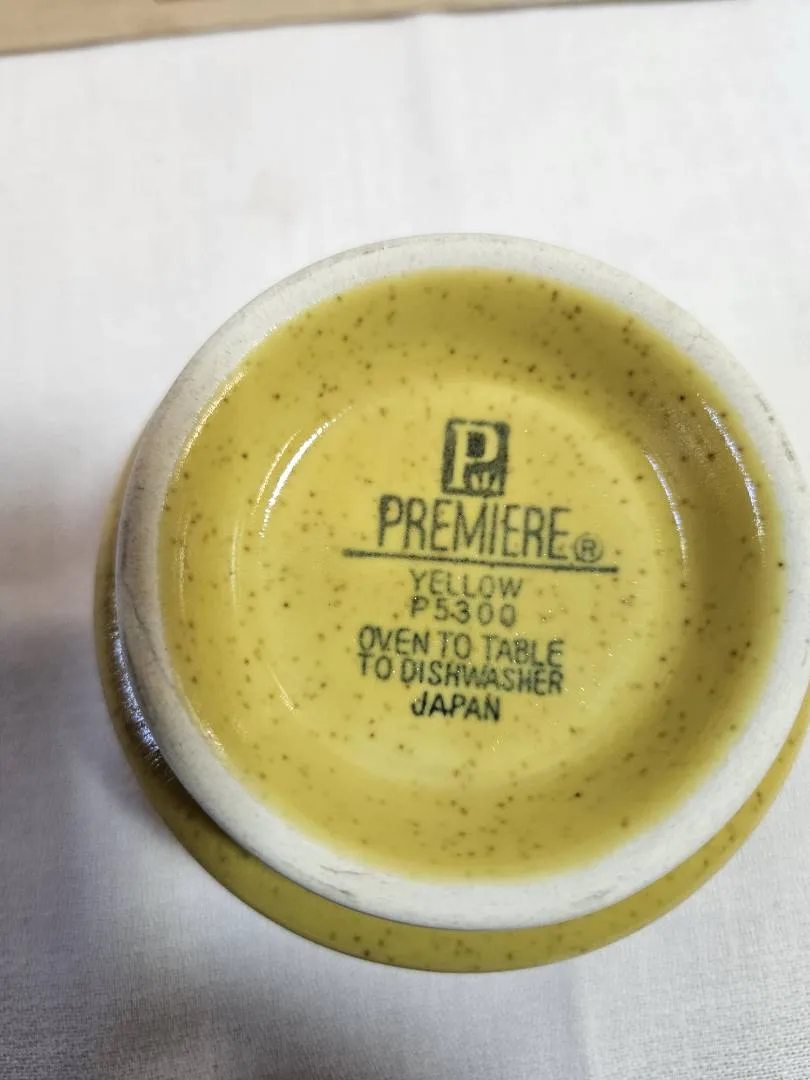 P
PREMIERE®
YELLOW
P5300
OVEN TO TABLE
TO DISHWASHER
JAPAN